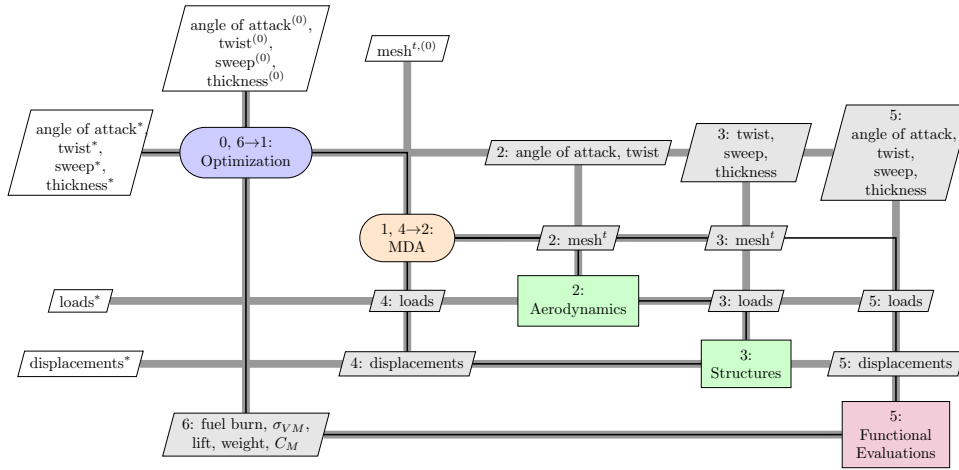 angle of attack⁽⁰⁾,
twist⁽⁰⁾,
sweep⁽⁰⁾,
thickness⁽⁰⁾
mesh^{t,(0)}
angle of attack*,
twist*,
sweep*,
thickness*
0, 6→1:
Optimization
2: angle of attack, twist
3: twist,
sweep,
thickness
5:
angle of attack,
twist,
sweep,
thickness
1, 4→2:
MDA
2: mesh^t
3: mesh^t
loads*
4: loads
2:
Aerodynamics
3: loads
5: loads
displacements*
4: displacements
3:
Structures
5: displacements
6: fuel burn, σ_{VM},
lift, weight, C_M
5:
Functional
Evaluations